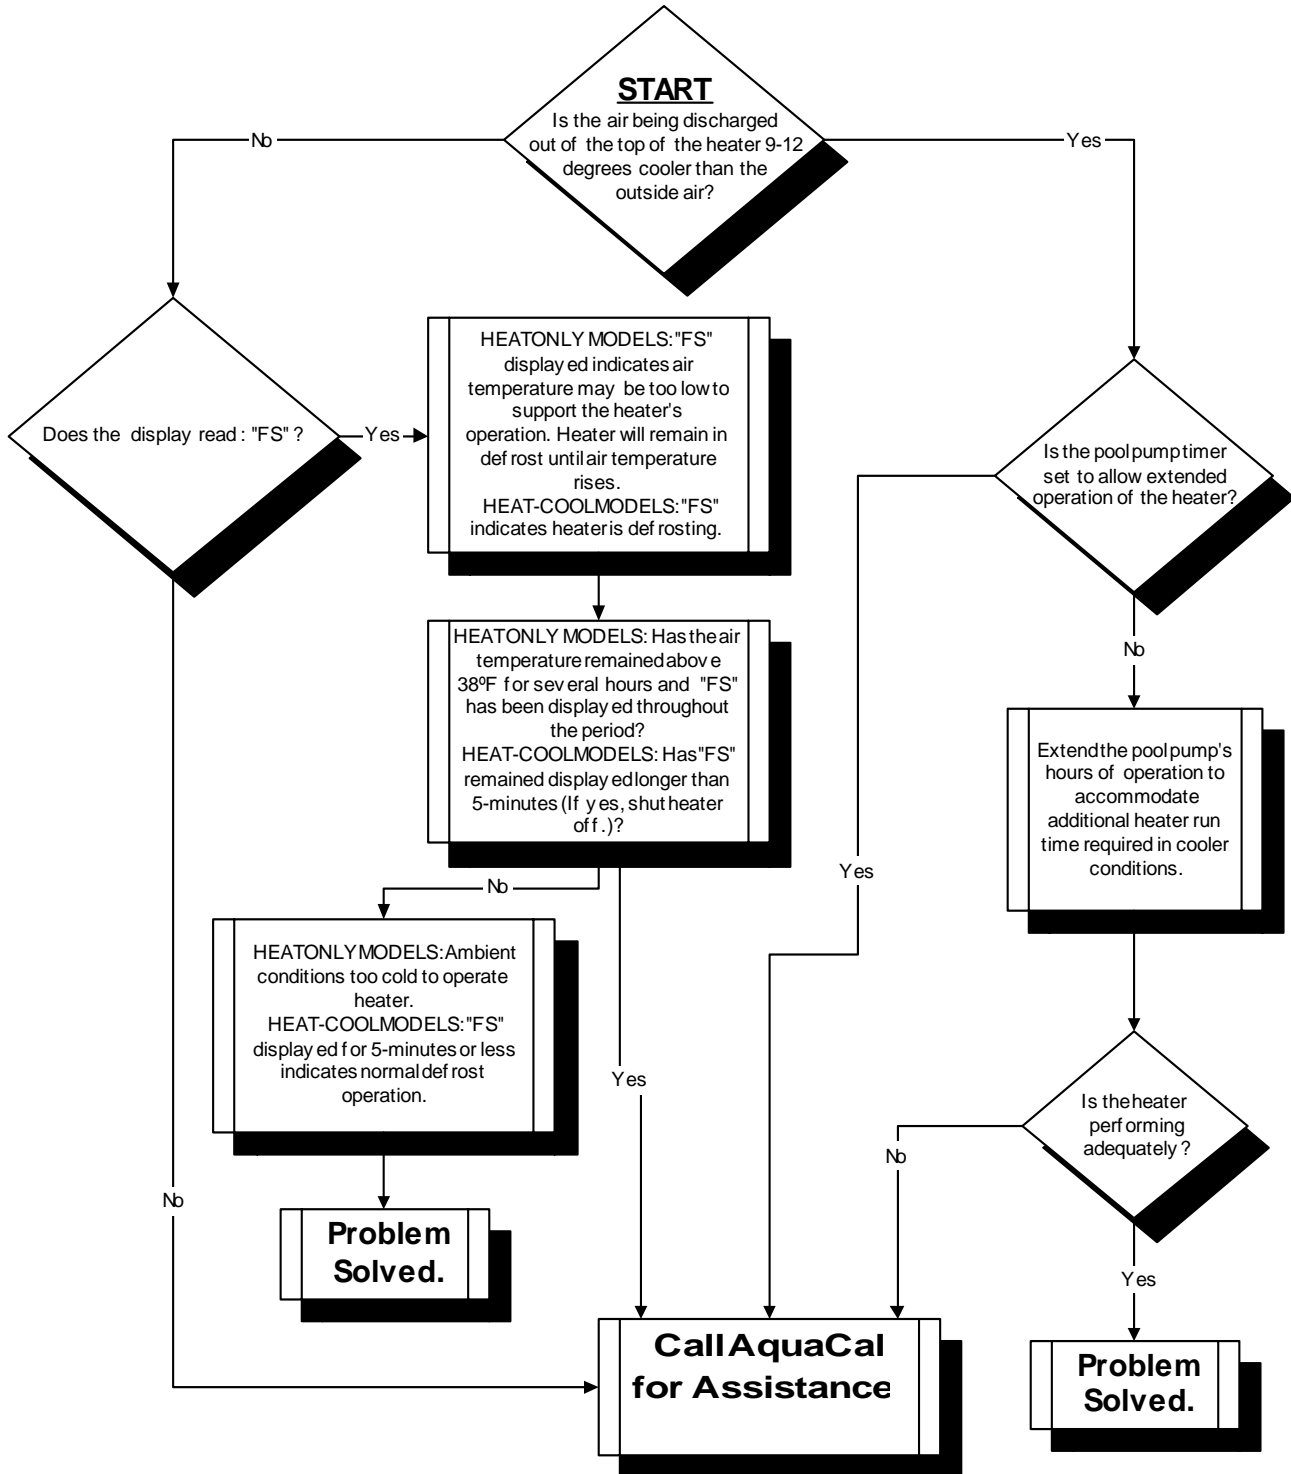 START
Is the air being discharged
out of the top of the heater 9-12
degrees cooler than the
outside air?
No
Yes
Does the display read: "FS"?
Yes
HEAT ONLY MODELS: "FS"
displayed indicates air
temperature may be too low to
support the heater's
operation. Heater will remain in
defrost until air temperature
rises.
HEAT-COOL MODELS: "FS"
indicates heater is defrosting.
Is the pool pump timer
set to allow extended
operation of the heater?
HEAT ONLY MODELS: Has the air
temperature remained above
38ºF for several hours and "FS"
has been displayed throughout
the period?
HEAT-COOL MODELS: Has "FS"
remained displayed longer than
5-minutes (If yes, shut heater
off.)?
No
Extend the pool pump's
hours of operation to
accommodate
additional heater run
time required in cooler
conditions.
Yes
No
HEAT ONLY MODELS: Ambient
conditions too cold to operate
heater.
HEAT-COOL MODELS: "FS"
displayed for 5-minutes or less
indicates normal defrost
operation.
Yes
Is the heater
performing
adequately?
No
No
Problem
Solved.
Yes
Call AquaCal
for Assistance
Problem
Solved.